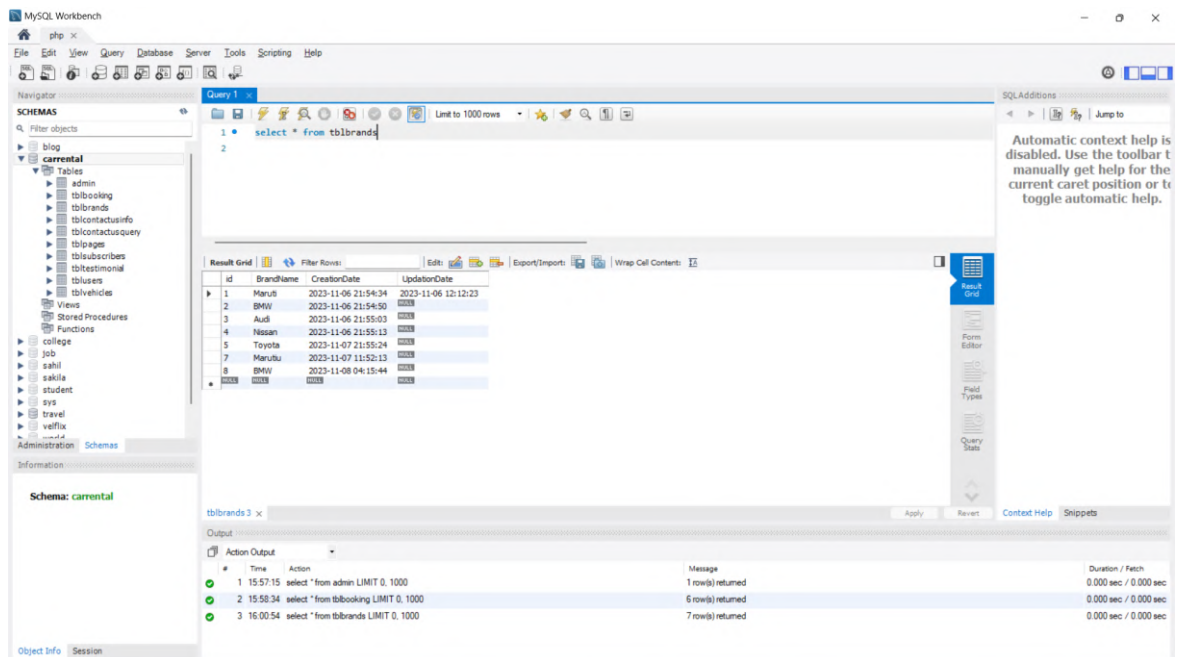 MySQL Workbench
php
File Edit View Query Database Server Tools Scripting Help
Navigator
SCHEMAS
Filter objects
blog
carrental
Tables
admin
tblbooking
tblbrands
tblcontactusinfo
tblcontactusquery
tblpages
tblsubscribers
tbltestimonial
tblusers
tblvehicles
Views
Stored Procedures
Functions
college
job
sahil
sakila
student
sys
travel
velflix
world
Administration Schemas
Information
Schema: carrental
Object Info Session
Query 1
Limit to 1000 rows
1 select * from tblbrands
2
Result Grid Filter Rows: Edit: Export/Import: Wrap Cell Content:
id BrandName CreationDate UpdationDate
1 Maruti 2023-11-06 21:54:34 2023-11-06 12:12:23
2 BMW 2023-11-06 21:54:50 NULL
3 Audi 2023-11-06 21:55:03 NULL
4 Nissan 2023-11-06 21:55:13 NULL
5 Toyota 2023-11-07 21:55:24 NULL
7 Marutiu 2023-11-07 11:52:13 NULL
8 BMW 2023-11-08 04:15:44 NULL
NULL NULL NULL NULL
Result Grid
Form Editor
Field Types
Query Stats
tblbrands 3 Apply Revert
Output
Action Output
# Time Action Message Duration / Fetch
1 15:57:15 select * from admin LIMIT 0, 1000 1 row(s) returned 0.000 sec / 0.000 sec
2 15:58:34 select * from tblbooking LIMIT 0, 1000 6 row(s) returned 0.000 sec / 0.000 sec
3 16:00:54 select * from tblbrands LIMIT 0, 1000 7 row(s) returned 0.000 sec / 0.000 sec
SQLAdditions
Jump to
Automatic context help is
disabled. Use the toolbar t
manually get help for the
current caret position or to
toggle automatic help.
Context Help Snippets